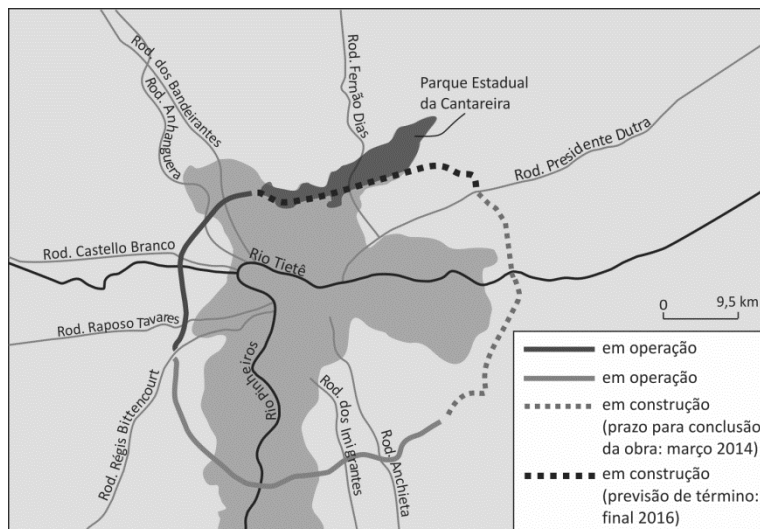 Rod. dos Bandeirantes
Rod. Anhanguera
Rod. Fernão Dias
Parque Estadual
da Cantareira
Rod. Presidente Dutra
Rod. Castello Branco
Rio Tietê
Rod. Raposo Tavares
Rio Pinheiros
Rod. Régis Bittencourt
Rod. dos Imigrantes
Rod. Anchieta
0 9,5 km
em operação
em operação
em construção
(prazo para conclusão
da obra: março 2014)
em construção
(previsão de término:
final 2016)